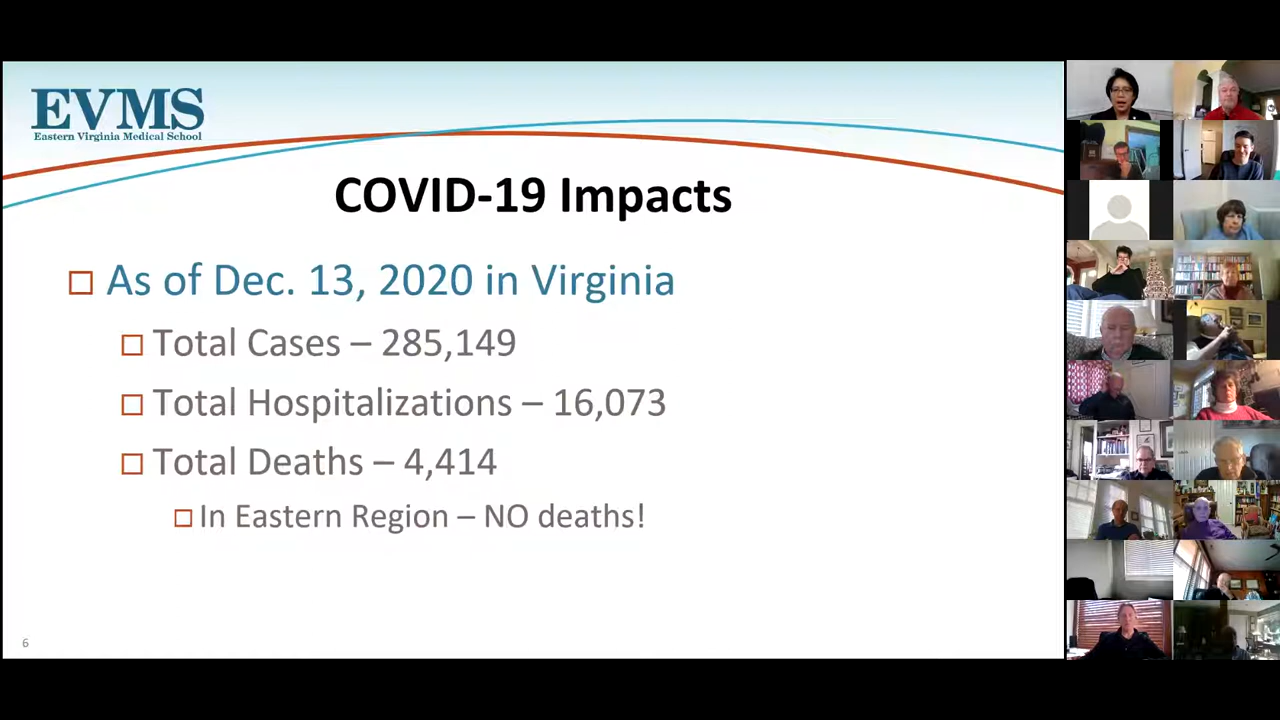 EVMS
Eastern Virginia Medical School
COVID-19 Impacts
As of Dec. 13, 2020 in Virginia
Total Cases – 285,149
Total Hospitalizations – 16,073
Total Deaths – 4,414
In Eastern Region – NO deaths!
6